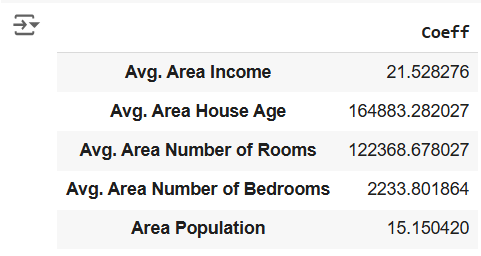 Coeff
Avg. Area Income 21.528276
Avg. Area House Age 164883.282027
Avg. Area Number of Rooms 122368.678027
Avg. Area Number of Bedrooms 2233.801864
Area Population 15.150420